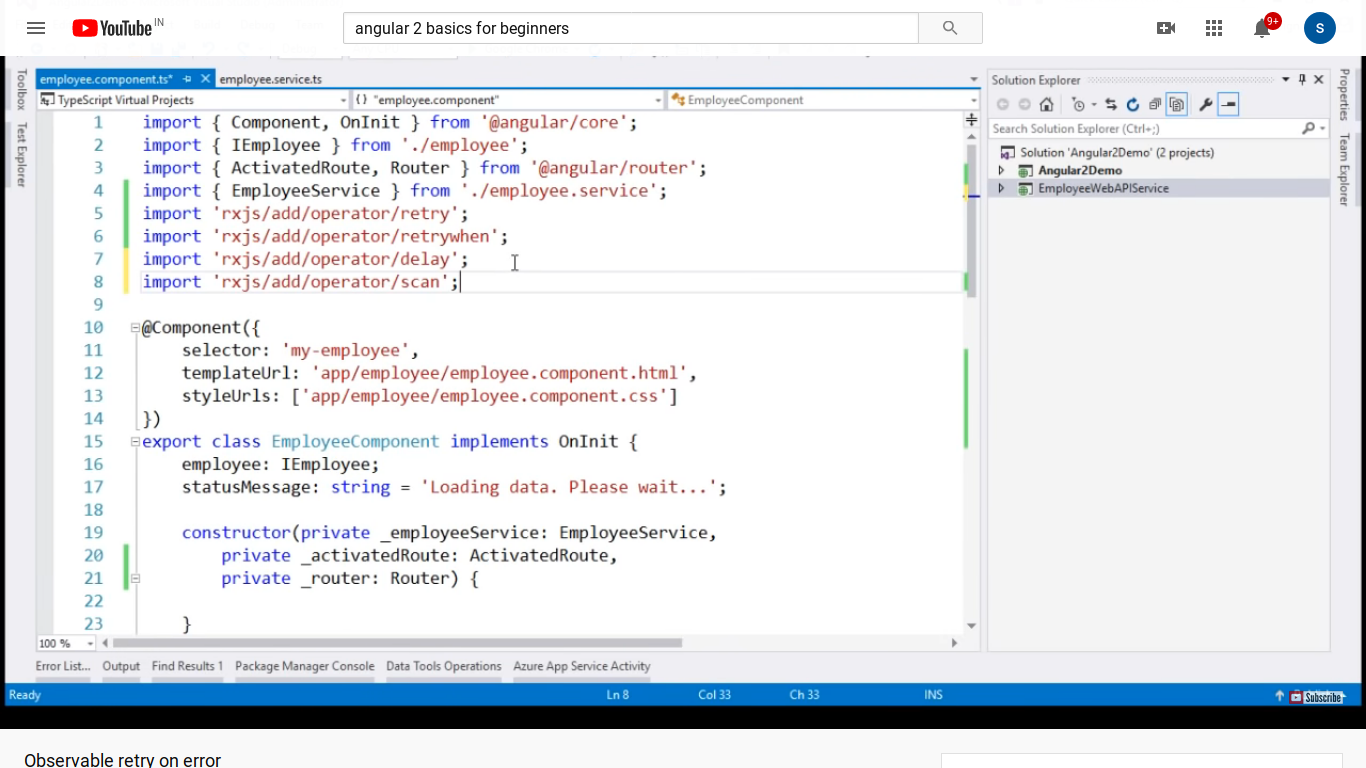 YouTube IN
angular 2 basics for beginners
9+
S
employee.component.ts*
employee.service.ts
TypeScript Virtual Projects
{} "employee.component"
EmployeeComponent
Toolbox
Test Explorer
1 import { Component, OnInit } from '@angular/core';
2 import { IEmployee } from './employee';
3 import { ActivatedRoute, Router } from '@angular/router';
4 import { EmployeeService } from './employee.service';
5 import 'rxjs/add/operator/retry';
6 import 'rxjs/add/operator/retrywhen';
7 import 'rxjs/add/operator/delay';
8 import 'rxjs/add/operator/scan';
9
10 @Component({
11 selector: 'my-employee',
12 templateUrl: 'app/employee/employee.component.html',
13 styleUrls: ['app/employee/employee.component.css']
14 })
15 export class EmployeeComponent implements OnInit {
16 employee: IEmployee;
17 statusMessage: string = 'Loading data. Please wait...';
18
19 constructor(private _employeeService: EmployeeService,
20 private _activatedRoute: ActivatedRoute,
21 private _router: Router) {
22
23 }
100 %
Solution Explorer
Search Solution Explorer (Ctrl+;)
Solution 'Angular2Demo' (2 projects)
Angular2Demo
EmployeeWebAPIService
Properties
Team Explorer
Error List... Output Find Results 1 Package Manager Console Data Tools Operations Azure App Service Activity
Ready Ln 8 Col 33 Ch 33 INS
Subscribe
Observable retry on error